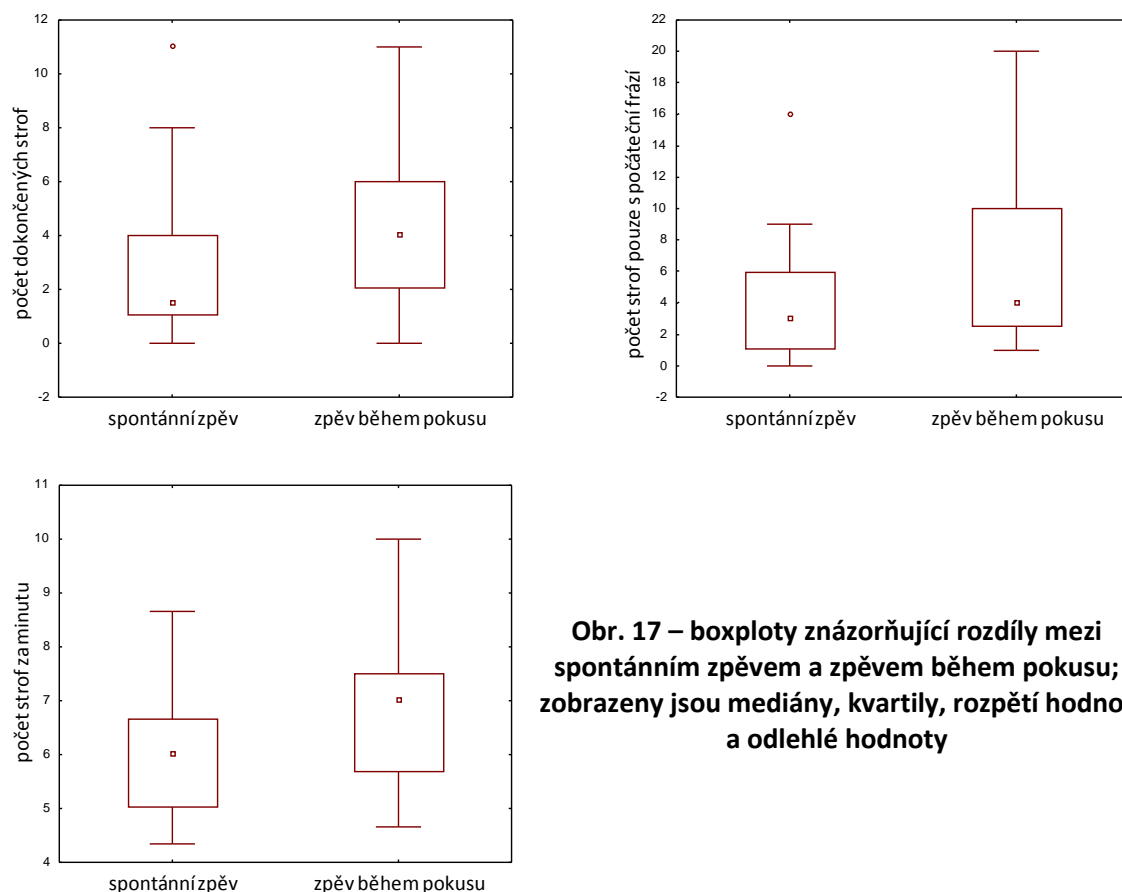 12
10
8
6
4
2
0
-2
počet dokončených strof
spontánní zpěv
zpěv během pokusu
22
20
18
16
14
12
10
8
6
4
2
0
-2
počet strof pouze s počáteční frází
spontánní zpěv
zpěv během pokusu
11
10
9
8
7
6
5
4
počet strof za minutu
spontánní zpěv
zpěv během pokusu
Obr. 17 – boxploty znázorňující rozdíly mezi
spontánním zpěvem a zpěvem během pokusu;
zobrazeny jsou mediány, kvartily, rozpětí hodno
a odlehlé hodnoty